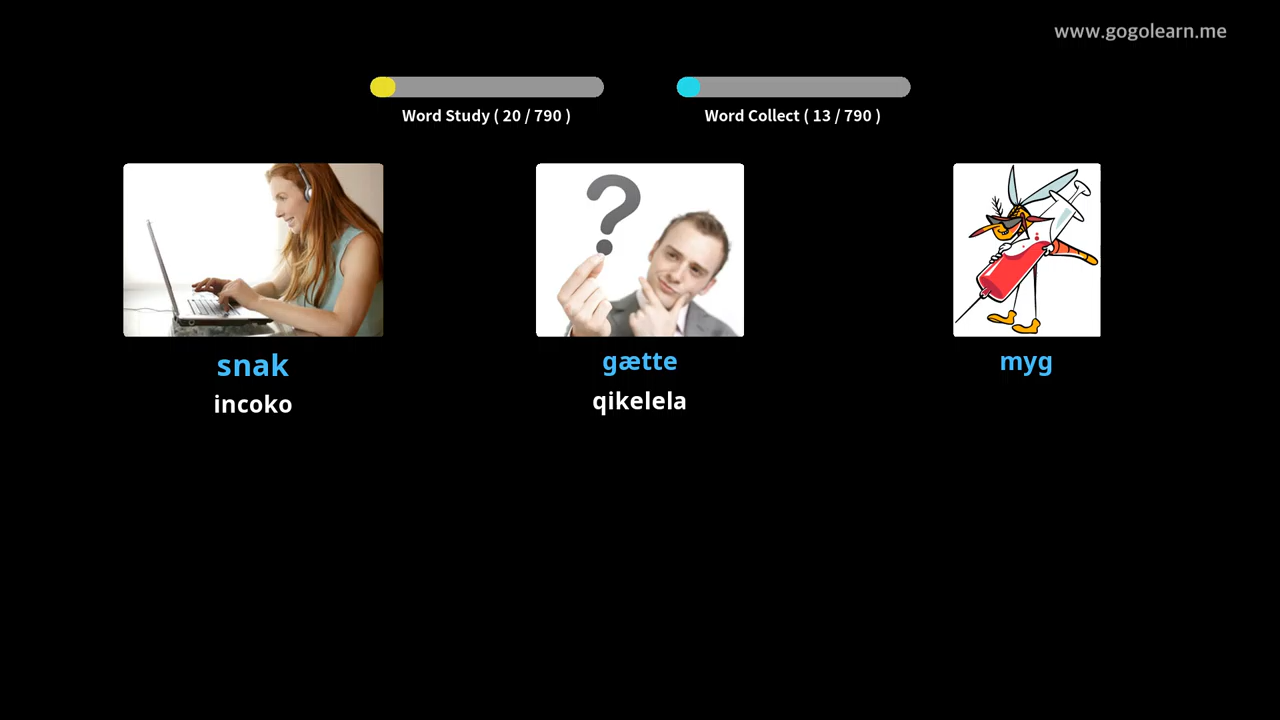 www.gogolearn.me
Word Study ( 20 / 790 )
Word Collect ( 13 / 790 )
snak
gætte
myg
incoko
qikelela